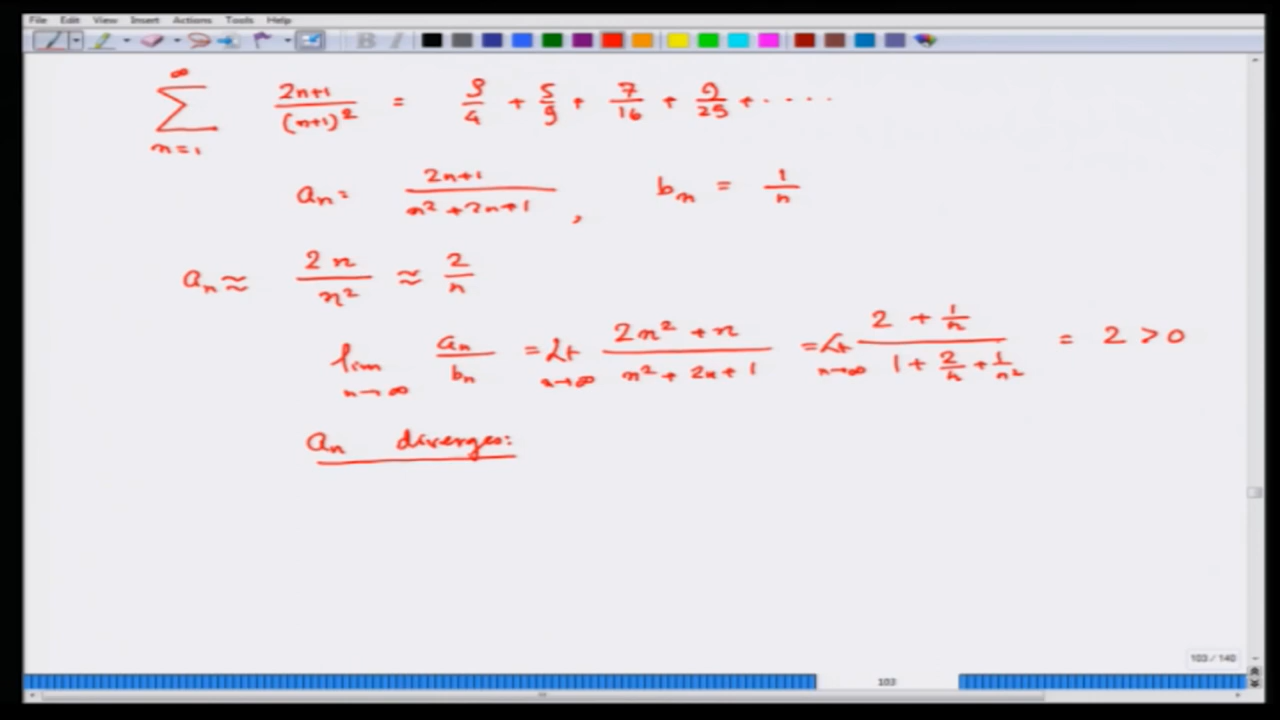 File Edit View Insert Actions Tools Help
∞ ∑ n=1 (2n+1)/(n+1)² = 3/4 + 5/9 + 7/16 + 9/25 + .....
aₙ = (2n+1)/(n²+2n+1), bₙ = 1/n
aₙ ≈ 2n/n² ≈ 2/n
lim n→∞ aₙ/bₙ = Lt n→∞ (2n²+n)/(n²+2n+1) = Lt n→∞ (2 + 1/n)/(1 + 2/n + 1/n²) = 2 > 0
aₙ diverges:
103 / 140
103